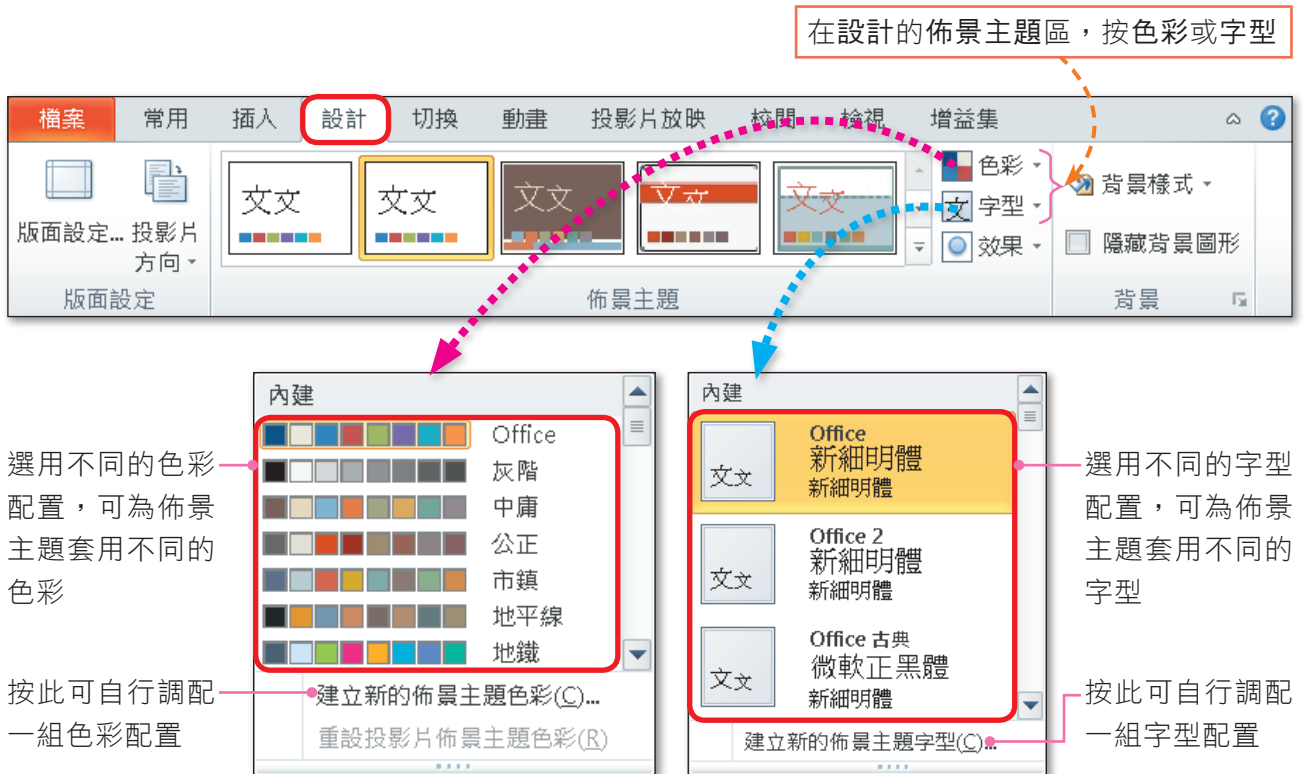 在設計的佈景主題區，按色彩或字型
檔案 常用 插入 設計 切換 動畫 投影片放映 校閱 檢視 增益集
版面設定... 投影片方向
版面設定
文文 文文 文文 文文 文文
佈景主題
色彩
字型
效果
背景樣式
隱藏背景圖形
背景
內建
Office
灰階
中庸
公正
市鎮
地平線
地鐵
建立新的佈景主題色彩(C)...
重設投影片佈景主題色彩(R)
選用不同的色彩
配置，可為佈景
主題套用不同的
色彩
按此可自行調配
一組色彩配置
內建
文文
Office
新細明體
新細明體
文文
Office 2
新細明體
新細明體
文文
Office 古典
微軟正黑體
新細明體
建立新的佈景主題字型(C)...
選用不同的字型
配置，可為佈景
主題套用不同的
字型
按此可自行調配
一組字型配置